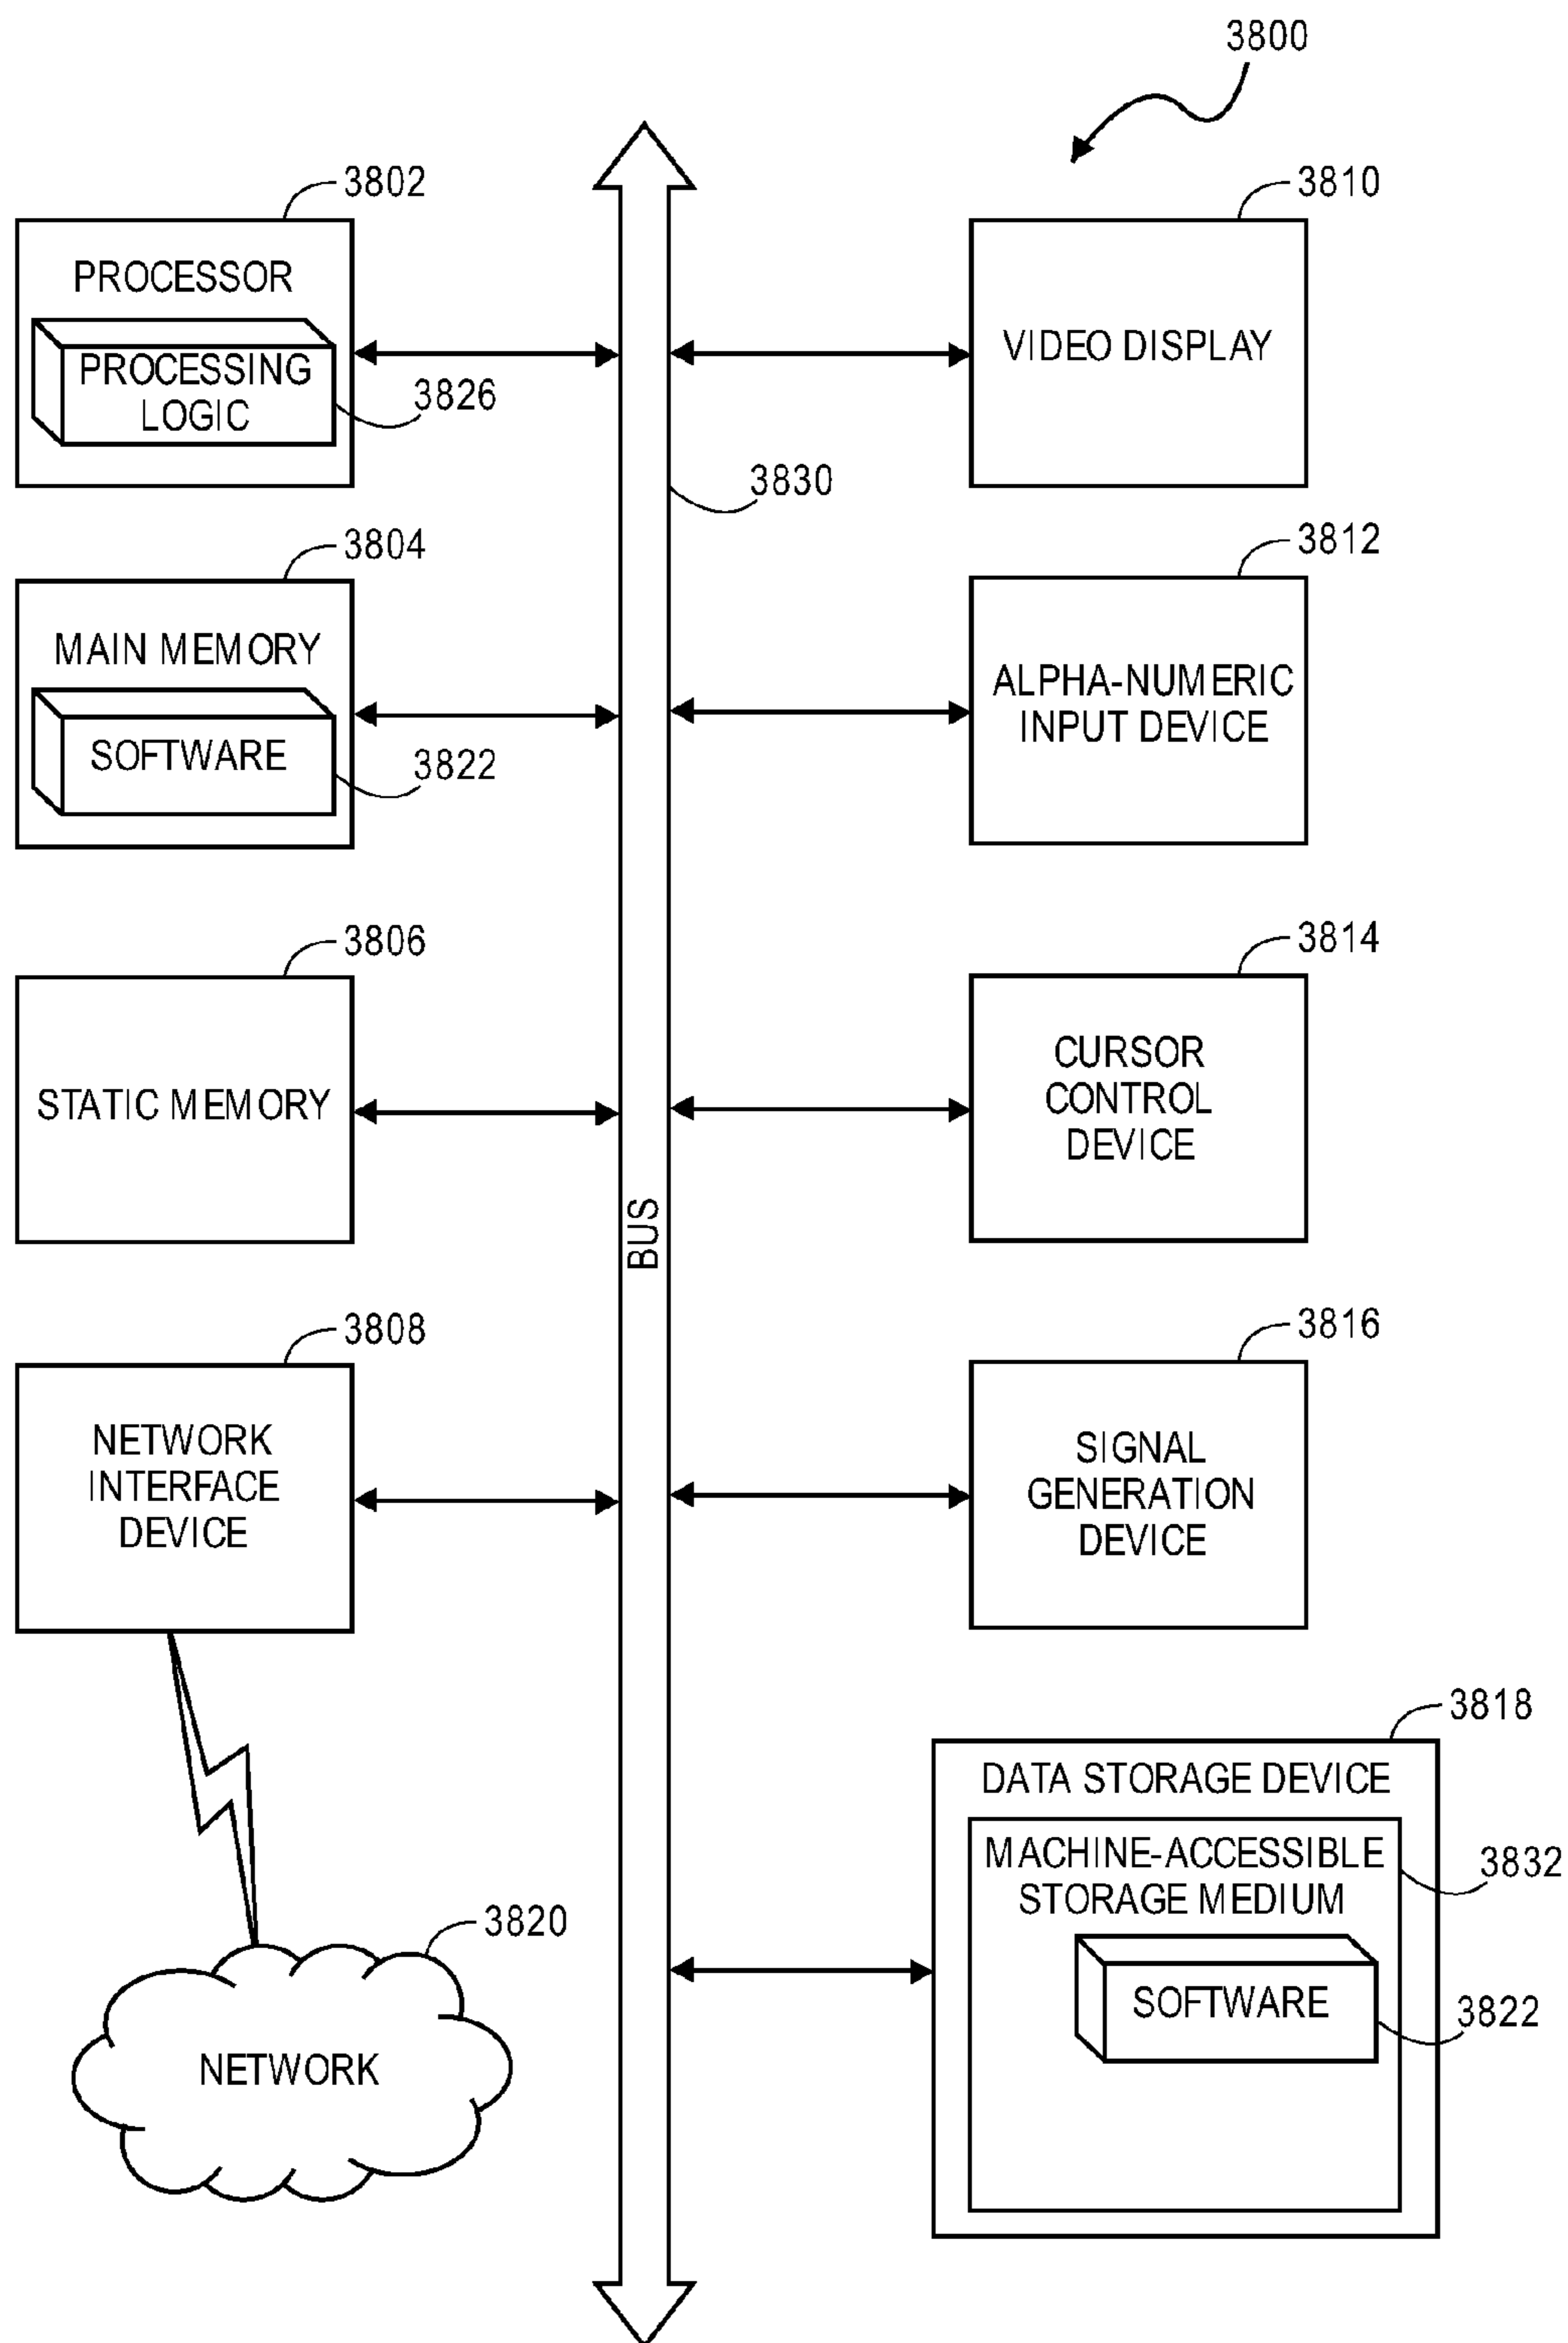 3800
3802
PROCESSOR
PROCESSING
LOGIC
3826
3810
VIDEO DISPLAY
3830
3804
MAIN MEMORY
SOFTWARE
3822
3812
ALPHA-NUMERIC
INPUT DEVICE
3806
STATIC MEMORY
3814
CURSOR
CONTROL
DEVICE
BUS
3808
NETWORK
INTERFACE
DEVICE
3816
SIGNAL
GENERATION
DEVICE
3818
DATA STORAGE DEVICE
MACHINE-ACCESSIBLE
STORAGE MEDIUM
3832
SOFTWARE
3822
3820
NETWORK